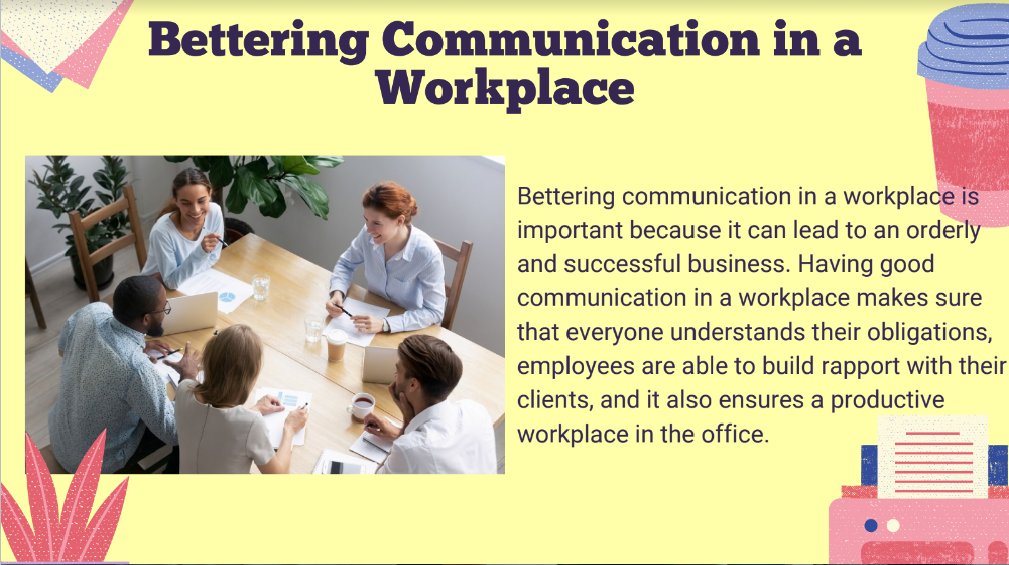 Bettering Communication in a
Workplace
Bettering communication in a workplace is
important because it can lead to an orderly
and successful business. Having good
communication in a workplace makes sure
that everyone understands their obligations,
employees are able to build rapport with their
clients, and it also ensures a productive
workplace in the office.